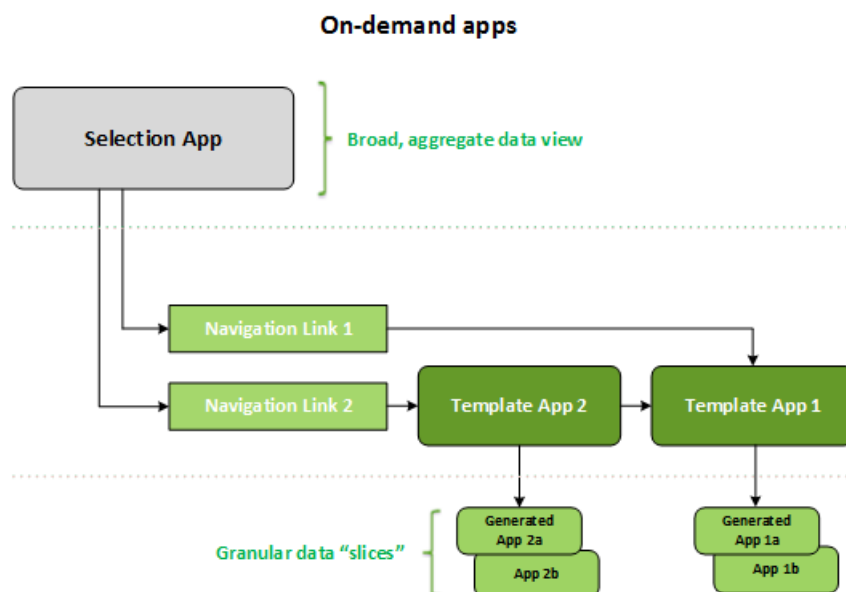 On-demand apps
Selection App
Broad, aggregate data view
Navigation Link 1
Navigation Link 2
Template App 2
Template App 1
Granular data “slices”
Generated
App 2a
App 2b
Generated
App 1a
App 1b